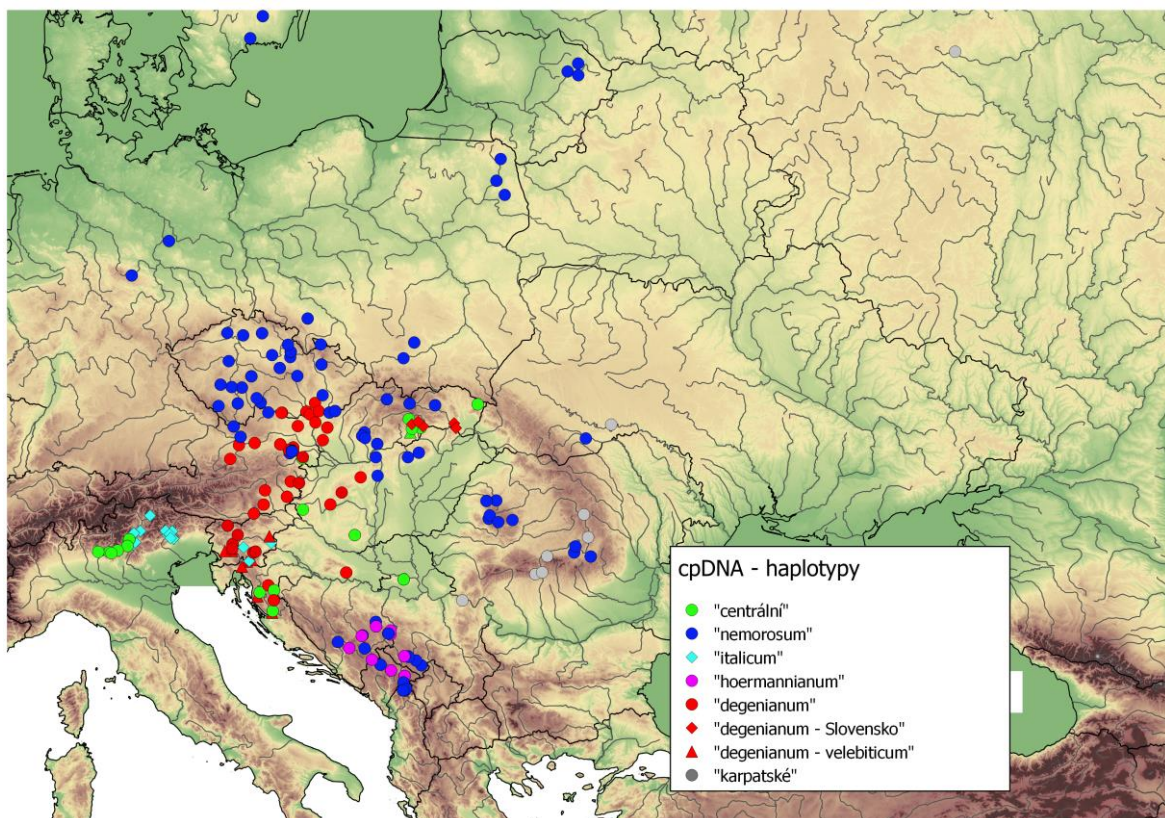 cpDNA - haplotypy
"centrální"
"nemorosum"
"italicum"
"hoermannianum"
"degenianum"
"degenianum - Slovensko"
"degenianum - velebiticum"
"karpatské"